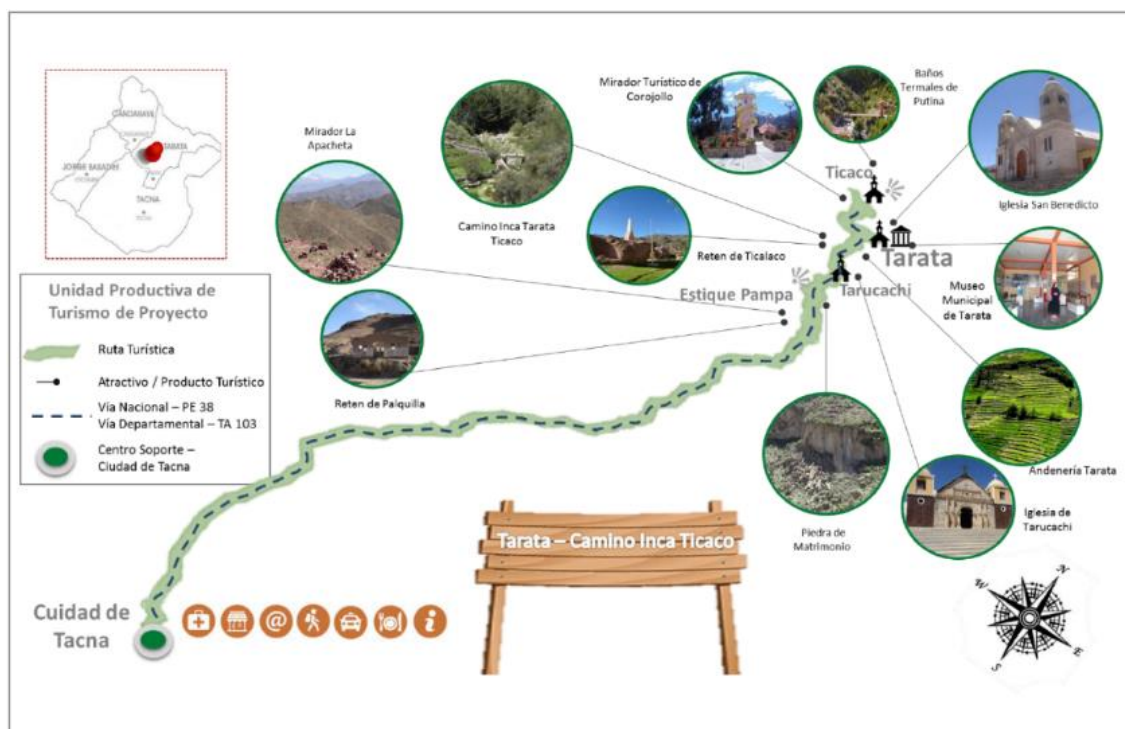 CANDARAVE
TARATA
JORGE BASADRE
TACNA
Mirador La
Apacheta
Camino Inca Tarata
Ticaco
Mirador Turístico de
Corojollo
Baños
Termales de
Putina
Ticaco
Iglesia San Benedicto
Reten de Ticalaco
Tarata
Museo
Municipal
de Tarata
Estique Pampa
Tarucachi
Unidad Productiva de
Turismo de Proyecto
Ruta Turística
Atractivo / Producto Turístico
Vía Nacional – PE 38
Vía Departamental – TA 103
Centro Soporte –
Ciudad de Tacna
Reten de Palquilla
Andenería Tarata
Piedra de
Matrimonio
Iglesia de
Tarucachi
Tarata – Camino Inca Ticaco
Cuidad de
Tacna
@
i
N
W
E
S